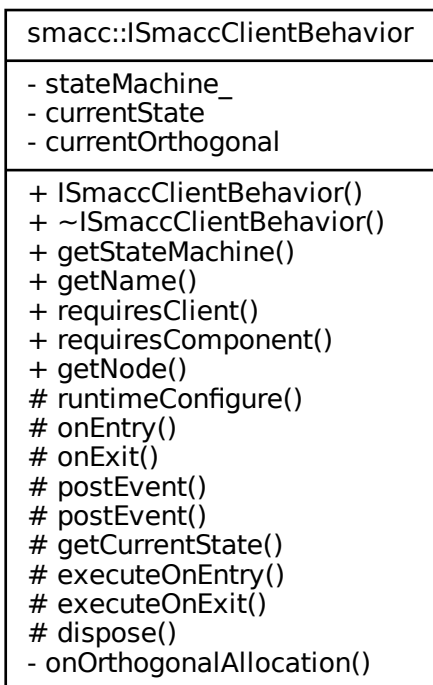 smacc::ISmaccClientBehavior
- stateMachine_
- currentState
- currentOrthogonal
+ ISmaccClientBehavior()
+ ~ISmaccClientBehavior()
+ getStateMachine()
+ getName()
+ requiresClient()
+ requiresComponent()
+ getNode()
# runtimeConfigure()
# onEntry()
# onExit()
# postEvent()
# postEvent()
# getCurrentState()
# executeOnEntry()
# executeOnExit()
# dispose()
- onOrthogonalAllocation()